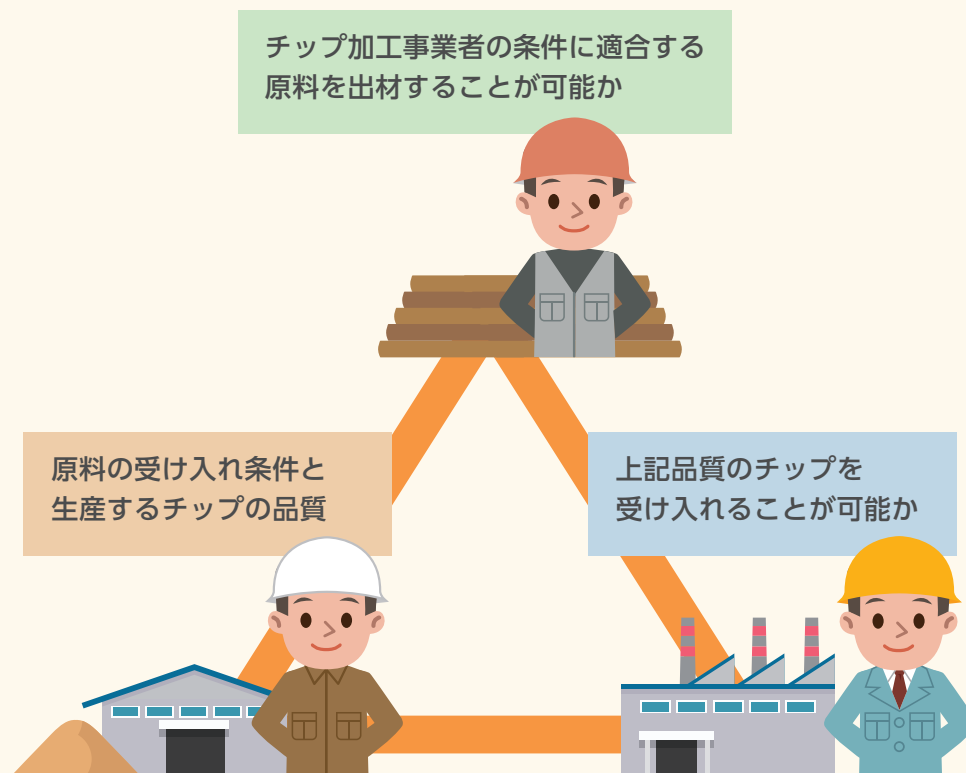 チップ加工事業者の条件に適合する
原料を出材することが可能か
原料の受け入れ条件と
生産するチップの品質
上記品質のチップを
受け入れることが可能か